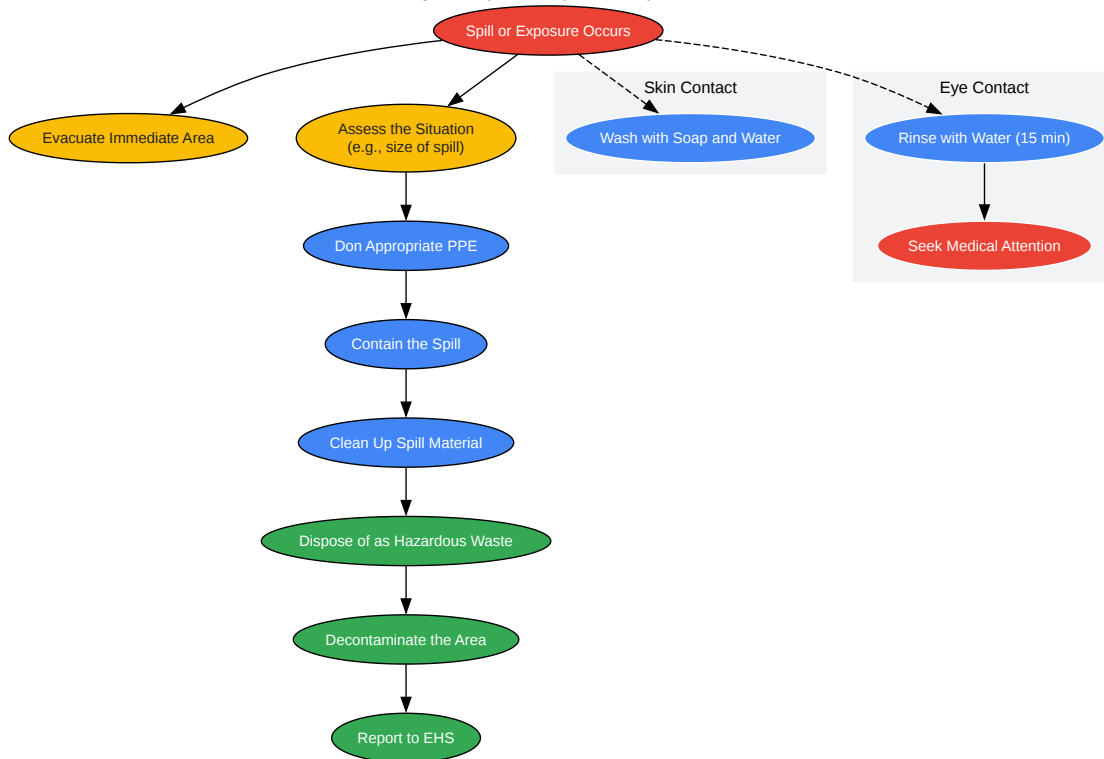 Spill or Exposure Occurs
Skin Contact
Eye Contact
Evacuate Immediate Area
Assess the Situation
(e.g., size of spill)
Wash with Soap and Water
Rinse with Water (15 min)
Don Appropriate PPE
Seek Medical Attention
Contain the Spill
Clean Up Spill Material
Dispose of as Hazardous Waste
Decontaminate the Area
Report to EHS